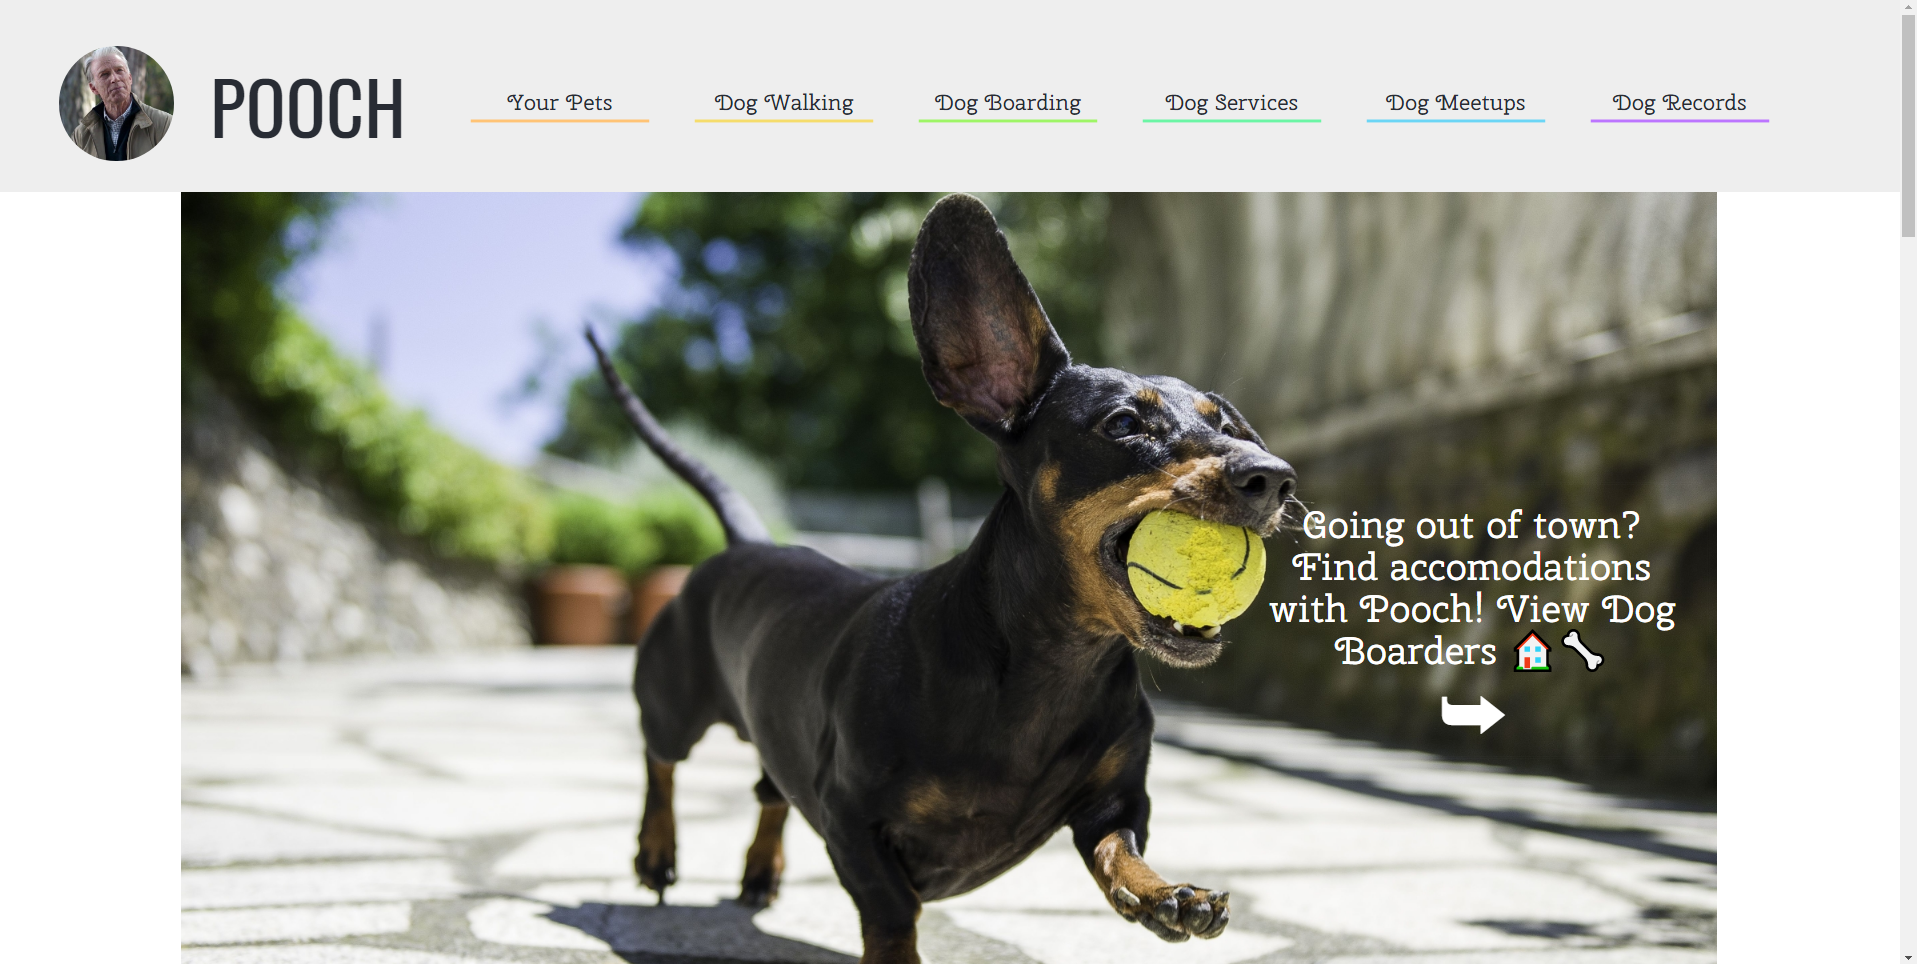 POOCH
Your Pets
Dog Walking
Dog Boarding
Dog Services
Dog Meetups
Dog Records
Going out of town?
Find accomodations
with Pooch! View Dog
Boarders 🏠🦴